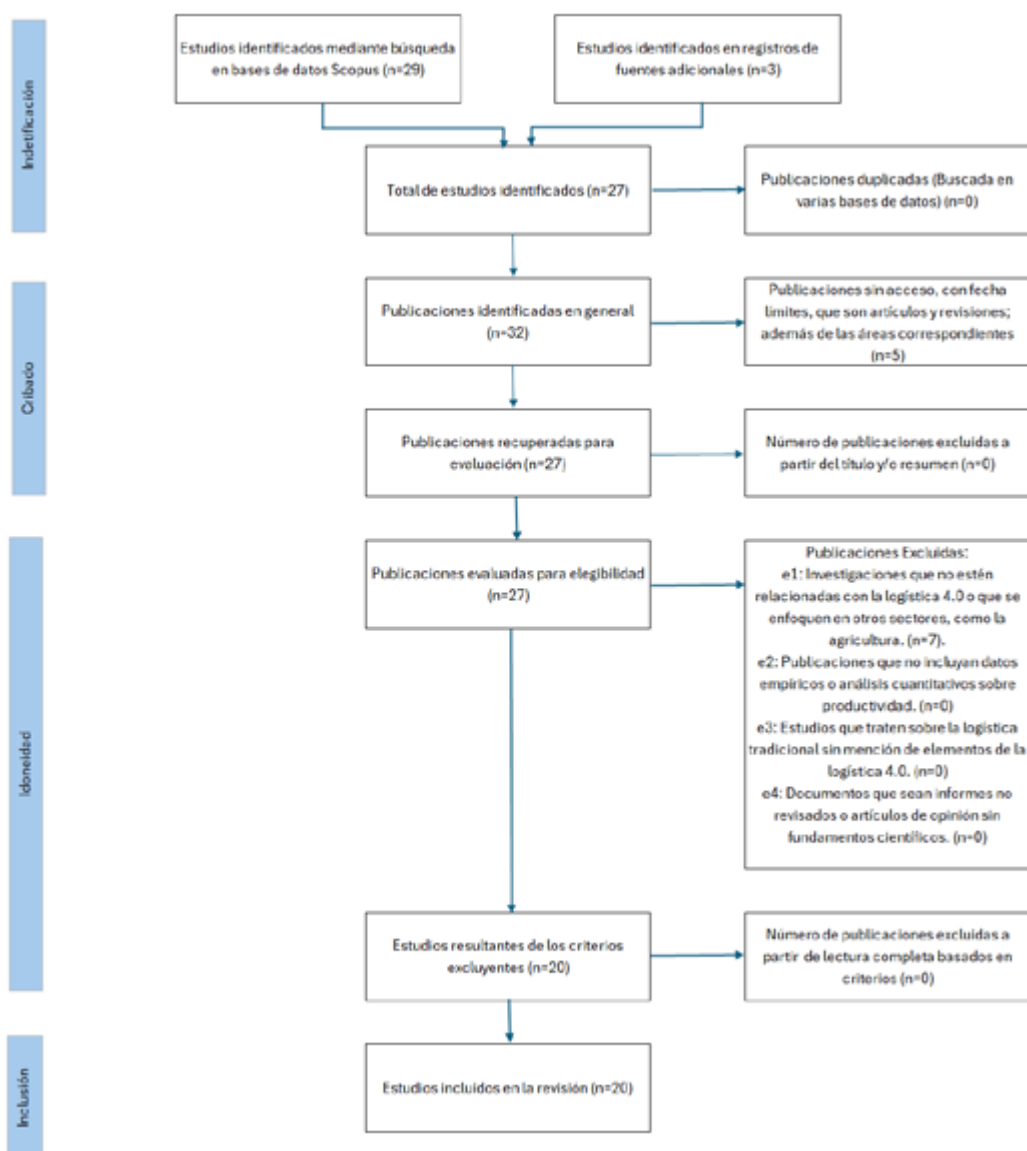 Indetificación
Estudios identificados mediante búsqueda
en bases de datos Scopus (n=29)
Estudios identificados en registros de
fuentes adicionales (n=3)
Total de estudios identificados (n=27)
Publicaciones duplicadas (Buscada en
varias bases de datos) (n=0)
Cribado
Publicaciones identificadas en general
(n=32)
Publicaciones sin acceso, con fecha
limites, que son artículos y revisiones;
además de las áreas correspondientes
(n=5)
Publicaciones recuperadas para
evaluación (n=27)
Número de publicaciones excluidas a
partir del título y/o resumen (n=0)
Idoneidad
Publicaciones evaluadas para elegibilidad
(n=27)
Publicaciones Excluidas:
e1: Investigaciones que no estén
relacionadas con la logística 4.0 o que se
enfoquen en otros sectores, como la
agricultura. (n=7).
e2: Publicaciones que no incluyan datos
empíricos o análisis cuantitativos sobre
productividad. (n=0)
e3: Estudios que traten sobre la logística
tradicional sin mención de elementos de la
logística 4.0. (n=0)
e4: Documentos que sean informes no
revisados o artículos de opinión sin
fundamentos científicos. (n=0)
Estudios resultantes de los criterios
excluyentes (n=20)
Número de publicaciones excluidas a
partir de lectura completa basados en
criterios (n=0)
Inclusión
Estudios incluidos en la revisión (n=20)